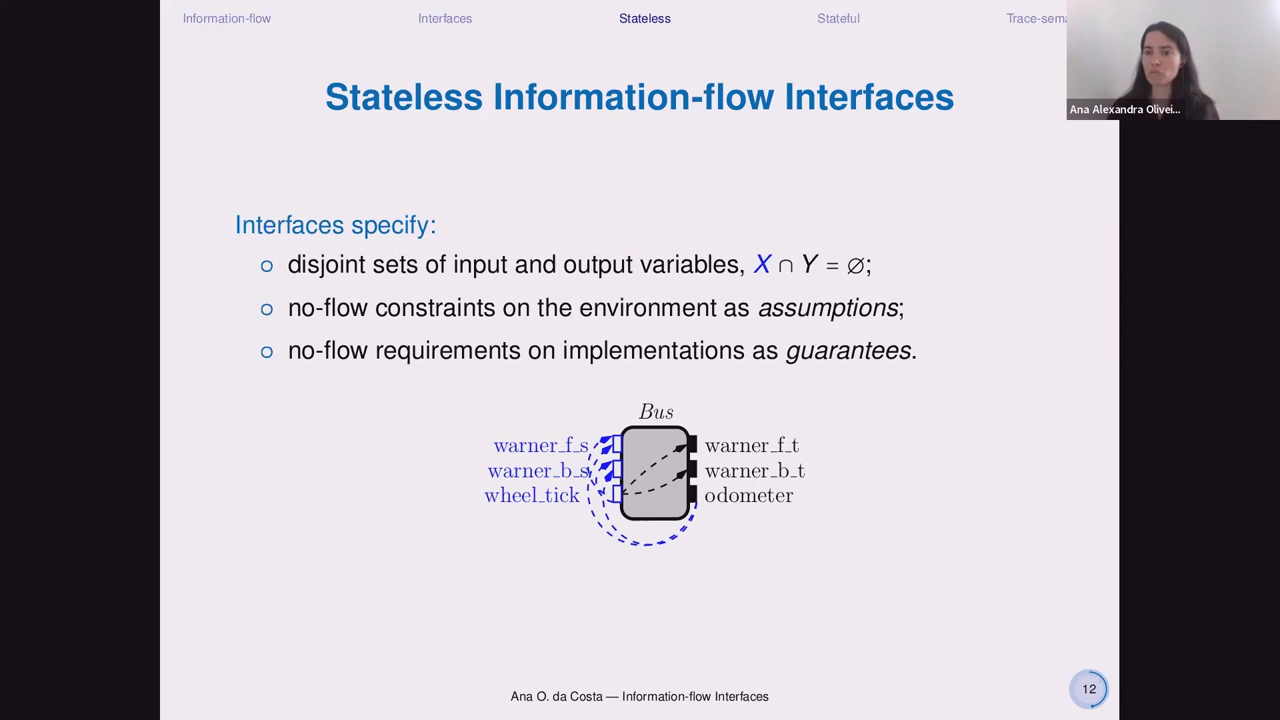 Information-flow Interfaces Stateless Stateful Trace-sema
Ana Alexandra Olivei...
Stateless Information-flow Interfaces
Interfaces specify:
disjoint sets of input and output variables, X ∩ Y = ∅;
no-flow constraints on the environment as assumptions;
no-flow requirements on implementations as guarantees.
Bus
warner_f_s warner_f_t
warner_b_s warner_b_t
wheel_tick odometer
Ana O. da Costa — Information-flow Interfaces
12